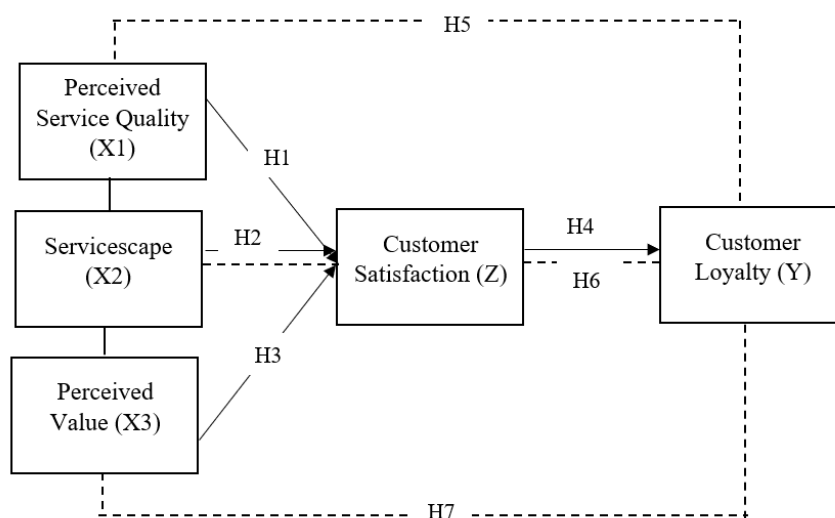 H5
Perceived
Service Quality
(X1)
H1
Servicescape
(X2)
H2
Customer
Satisfaction (Z)
H4
H6
Customer
Loyalty (Y)
H3
Perceived
Value (X3)
H7